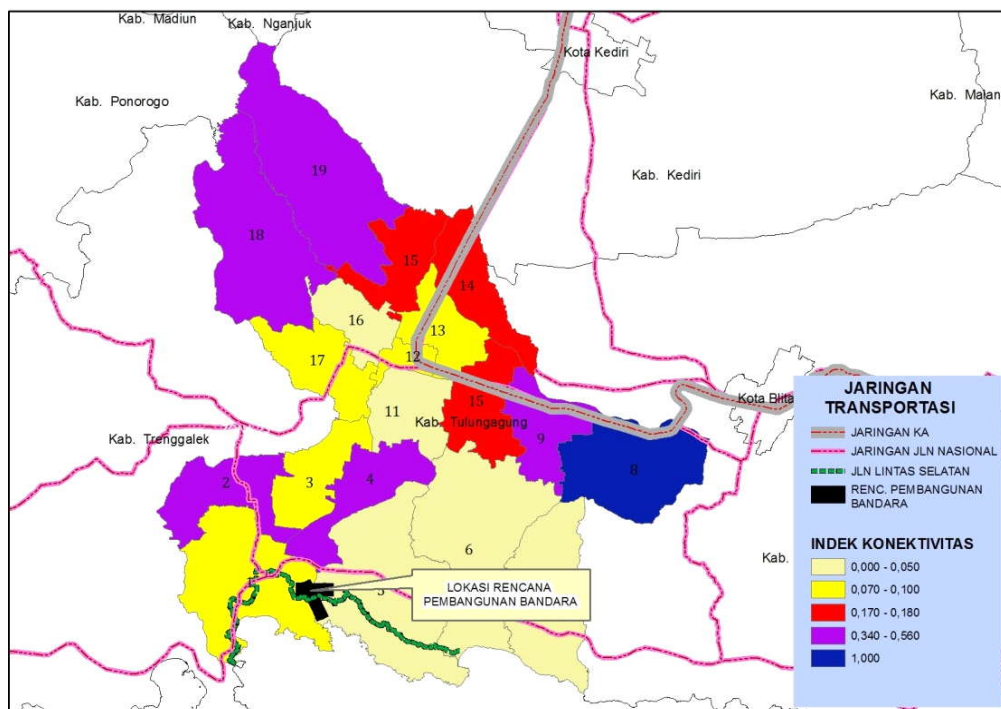 Kab. Madiun
Kab. Nganjuk
Kota Kediri
Kab. Ponorogo
Kab. Malan
19
Kab. Kediri
18
15
14
16
13
12
17
Kota Blita
11
15
Kab. Tulungagung
Kab. Trenggalek
9
8
2
3
4
6
Kab.
5
LOKASI RENCANA
PEMBANGUNAN BANDARA
JARINGAN
TRANSPORTASI
JARINGAN KA
JARINGAN JLN NASIONAL
JLN LINTAS SELATAN
RENC. PEMBANGUNAN
BANDARA
INDEK KONEKTIVITAS
0,000 - 0,050
0,070 - 0,100
0,170 - 0,180
0,340 - 0,560
1,000